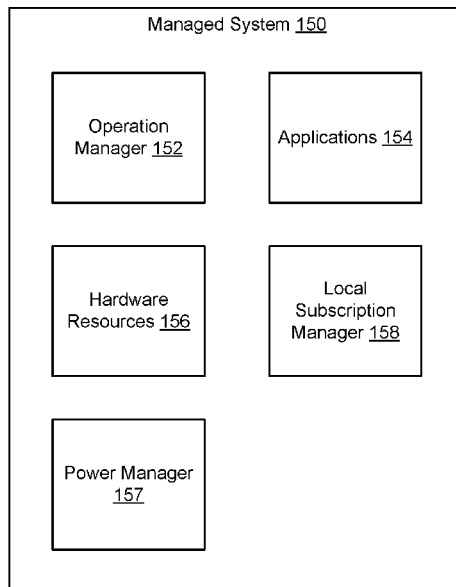 Managed System 150
Operation
Manager 152
Applications 154
Hardware
Resources 156
Local
Subscription
Manager 158
Power Manager
157